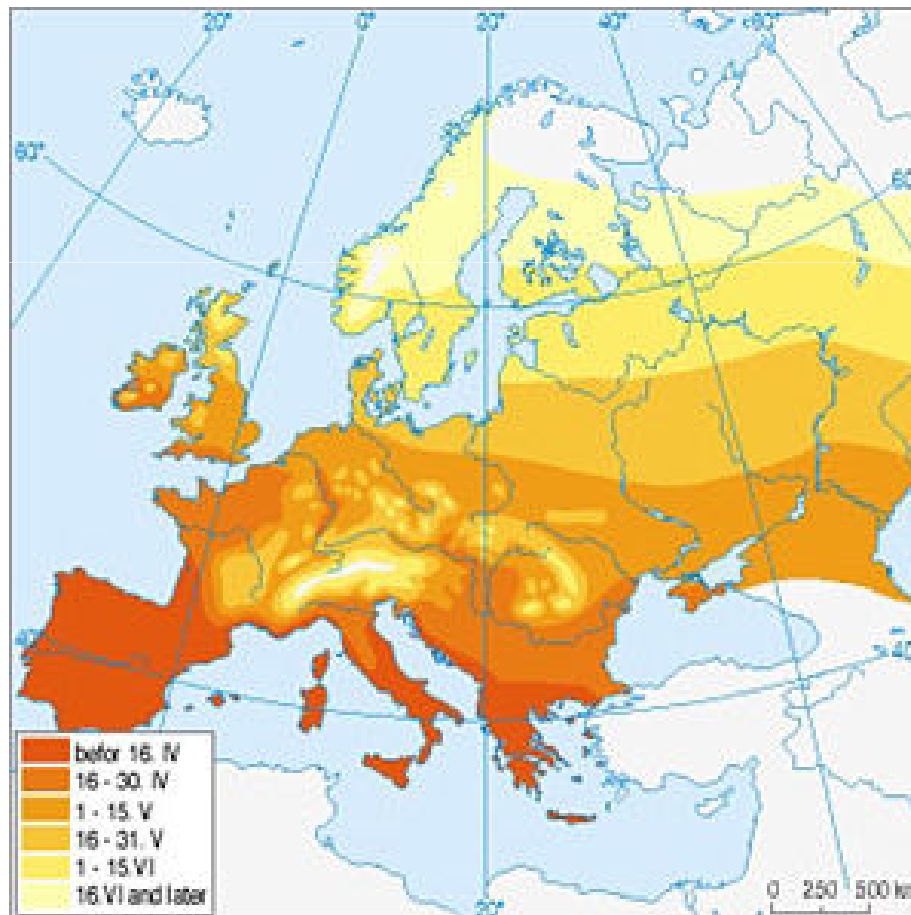 20° 0° 20° 40° 60°
60°
60
40°
40
befor 16. IV
16 - 30. IV
1 - 15. V
16 - 31. V
1 - 15.VI
16.VI and later
0 250 500 km
20°